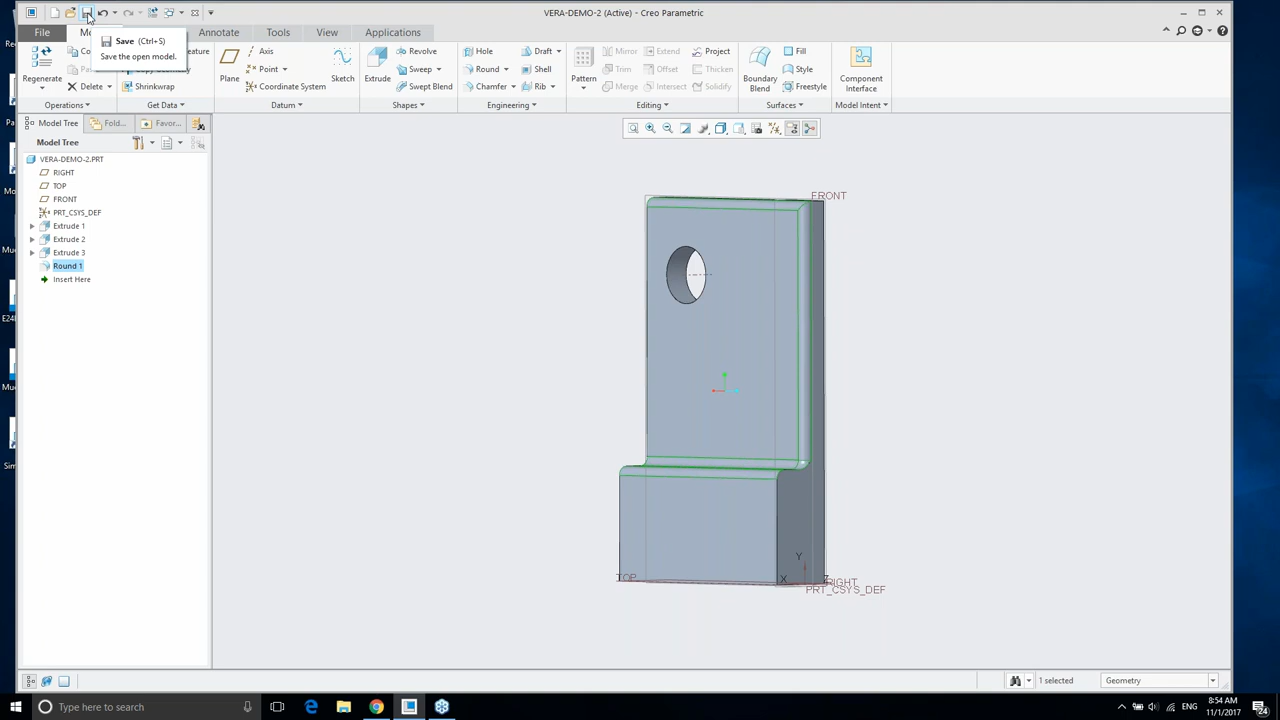 VERA-DEMO-2 (Active) - Creo Parametric
File
Annotate
Tools
View
Applications
Save (Ctrl+S)
Save the open model.
Regenerate
Delete
Shrinkwrap
Plane
Axis
Point
Coordinate System
Sketch
Extrude
Revolve
Sweep
Swept Blend
Hole
Round
Chamfer
Draft
Shell
Rib
Pattern
Mirror
Trim
Merge
Extend
Offset
Intersect
Project
Thicken
Solidify
Boundary
Blend
Fill
Style
Freestyle
Component
Interface
Operations
Get Data
Datum
Shapes
Engineering
Editing
Surfaces
Model Intent
Model Tree
Fold...
Favor...
Model Tree
VERA-DEMO-2.PRT
RIGHT
TOP
FRONT
PRT_CSYS_DEF
Extrude 1
Extrude 2
Extrude 3
Round 1
Insert Here
FRONT
TOP
Y
X
Z
RIGHT
PRT_CSYS_DEF
1 selected
Geometry
Type here to search
ENG
8:54 AM
11/1/2017
24